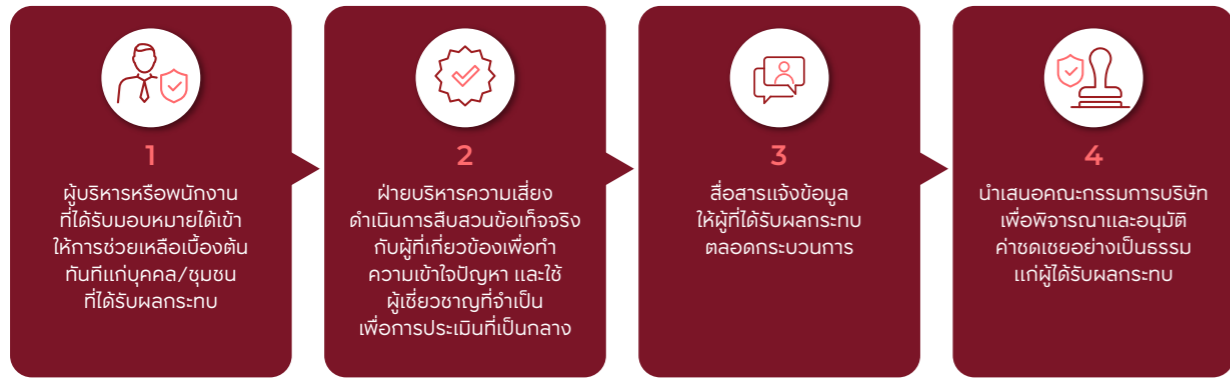 1
ผู้บริหารหรือพนักงาน
ที่ได้รับมอบหมายได้เข้า
ให้การช่วยเหลือเบื้องต้น
ทันทีแก่บุคคล/ชุมชน
ที่ได้รับผลกระทบ
2
ฝ่ายบริหารความเสี่ยง
ดำเนินการสืบสวนข้อเท็จจริง
กับผู้ที่เกี่ยวข้องเพื่อทำ
ความเข้าใจปัญหา และใช้
ผู้เชี่ยวชาญที่จำเป็น
เพื่อการประเมินที่เป็นกลาง
3
สื่อสารแจ้งข้อมูล
ให้ผู้ที่ได้รับผลกระทบ
ตลอดกระบวนการ
4
นำเสนอคณะกรรมการบริษัท
เพื่อพิจารณาและอนุมัติ
ค่าชดเชยอย่างเป็นธรรม
แก่ผู้ได้รับผลกระทบ